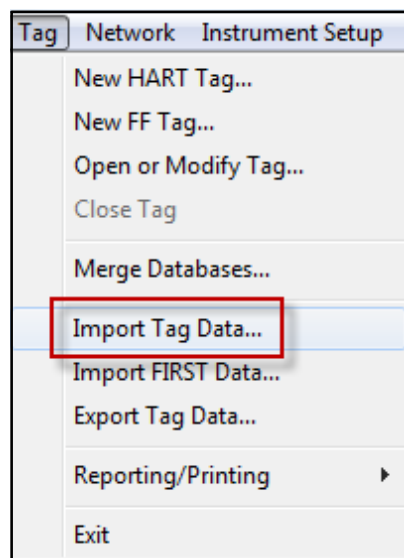 Tag Network Instrument Setup
New HART Tag...
New FF Tag...
Open or Modify Tag...
Close Tag
Merge Databases...
Import Tag Data...
Import FIRST Data...
Export Tag Data...
Reporting/Printing
Exit